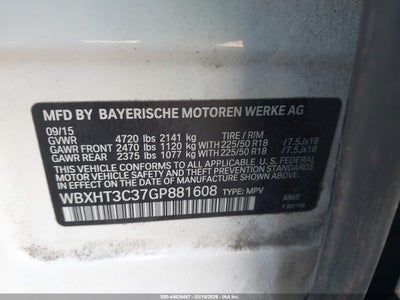 MFD BY BAYERISCHE MOTOREN WERKE AG
09/15 TIRE / RIM
GVWR 4720 lbs 2141 kg
GAWR FRONT 2470 lbs 1120 kg WITH 225/50 R18 /7.5Jx18
GAWR REAR 2375 lbs 1077 kg WITH 225/50 R18 /7.5Jx18
THIS VEHICLE CONFORMS TO ALL APPLICABLE FEDERAL
MOTOR VEHICLE SAFETY, BUMPER, AND THEFT PREVENTION
STANDARDS IN EFFECT ON THE DATE OF MANUFACTURE
SHOWN ABOVE.
WBXHT3C37GP881608 TYPE: MPV